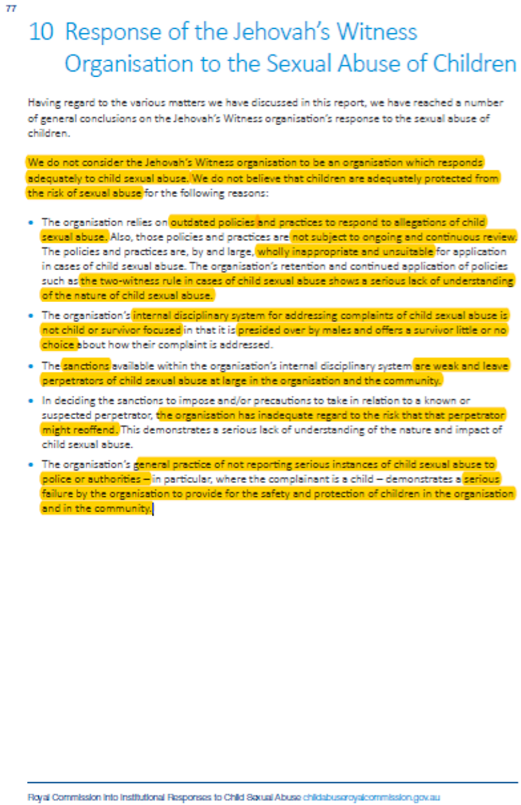 77
10 Response of the Jehovah's Witness
Organisation to the Sexual Abuse of Children
Having regard to the various matters we have discussed in this report, we have reached a number
of general conclusions on the Jehovah's Witness organisation's response to the sexual abuse of
children.
We do not consider the Jehovah's Witness organisation to be an organisation which responds
adequately to child sexual abuse. We do not believe that children are adequately protected from
the risk of sexual abuse for the following reasons:
• The organisation relies on outdated policies and practices to respond to allegations of child
sexual abuse. Also, those policies and practices are not subject to ongoing and continuous review.
The policies and practices are, by and large, wholly inappropriate and unsuitable for application
in cases of child sexual abuse. The organisation's retention and continued application of policies
such as the two-witness rule in cases of child sexual abuse shows a serious lack of understanding
of the nature of child sexual abuse.
• The organisation's internal disciplinary system for addressing complaints of child sexual abuse is
not child or survivor focused in that it is presided over by males and offers a survivor little or no
choice about how their complaint is addressed.
• The sanctions available within the organisation's internal disciplinary system are weak and leave
perpetrators of child sexual abuse at large in the organisation and the community.
• In deciding the sanctions to impose and/or precautions to take in relation to a known or
suspected perpetrator, the organisation has inadequate regard to the risk that that perpetrator
might reoffend. This demonstrates a serious lack of understanding of the nature and impact of
child sexual abuse.
• The organisation's general practice of not reporting serious instances of child sexual abuse to
police or authorities – in particular, where the complainant is a child – demonstrates a serious
failure by the organisation to provide for the safety and protection of children in the organisation
and in the community.
Royal Commission into Institutional Responses to Child Sexual Abuse childabuseroyalcommission.gov.au